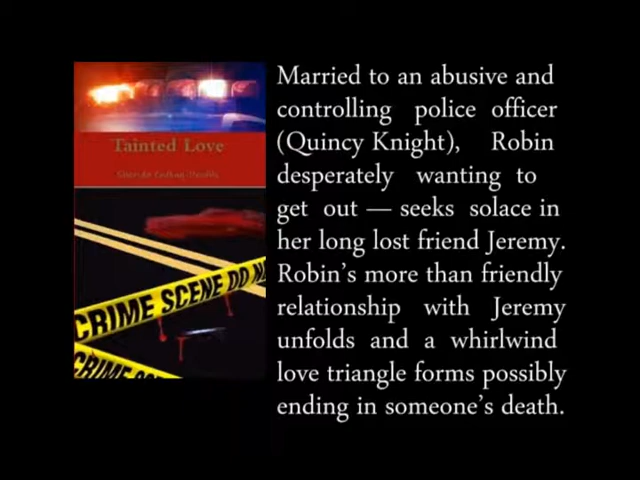 Tainted Love
Married to an abusive and
controlling police officer
(Quincy Knight), Robin
desperately wanting to
get out — seeks solace in
her long lost friend Jeremy.
Robin's more than friendly
relationship with Jeremy
unfolds and a whirlwind
love triangle forms possibly
ending in someone's death.
CRIME SCENE DO N
CRIME SC